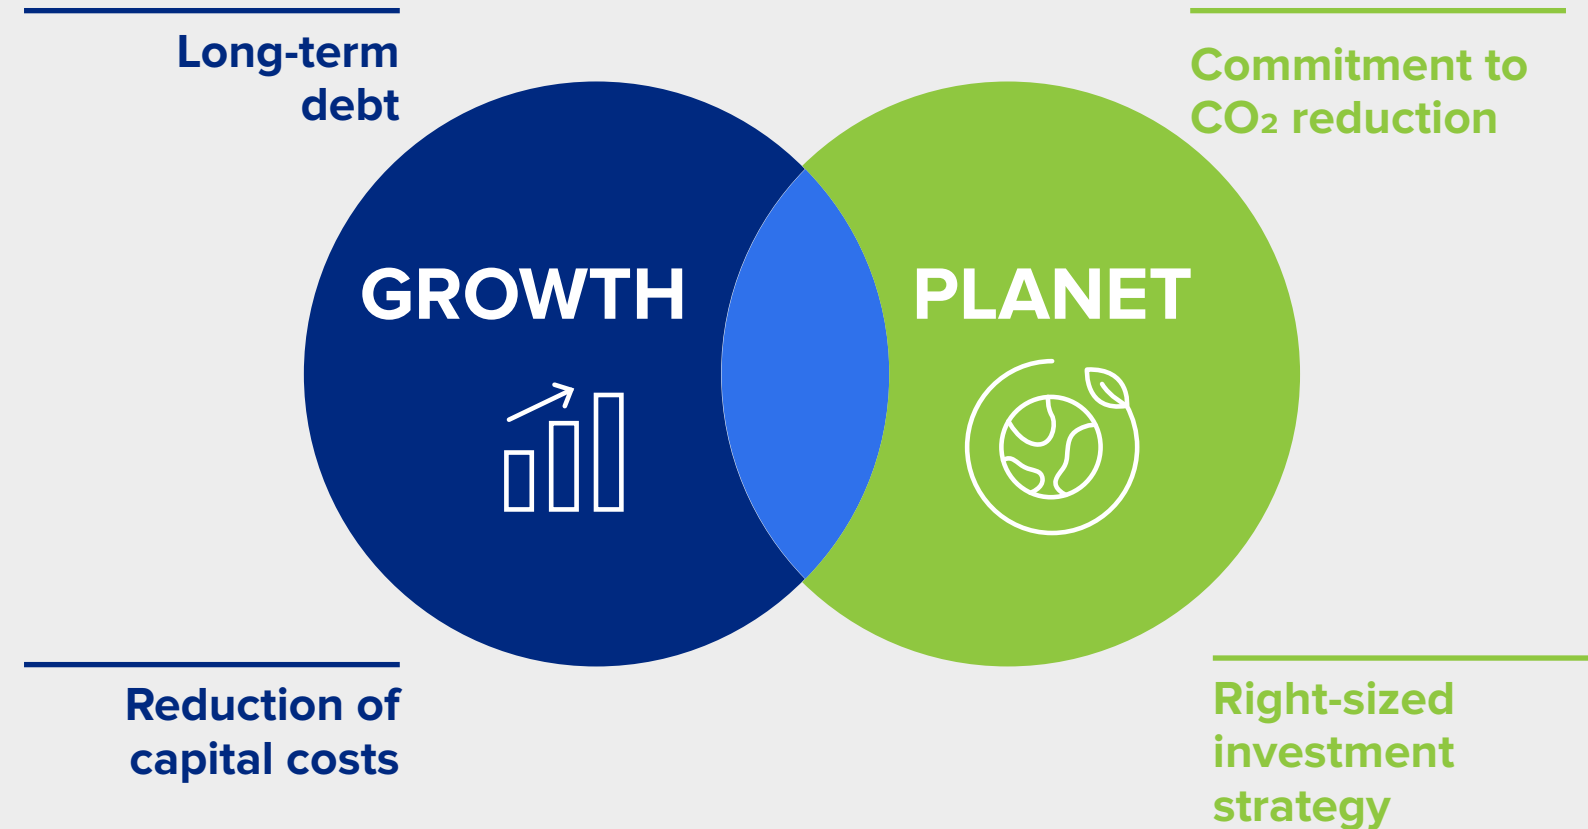 Long-term
debt
Commitment to
CO₂ reduction
GROWTH
PLANET
Reduction of
capital costs
Right-sized
investment
strategy